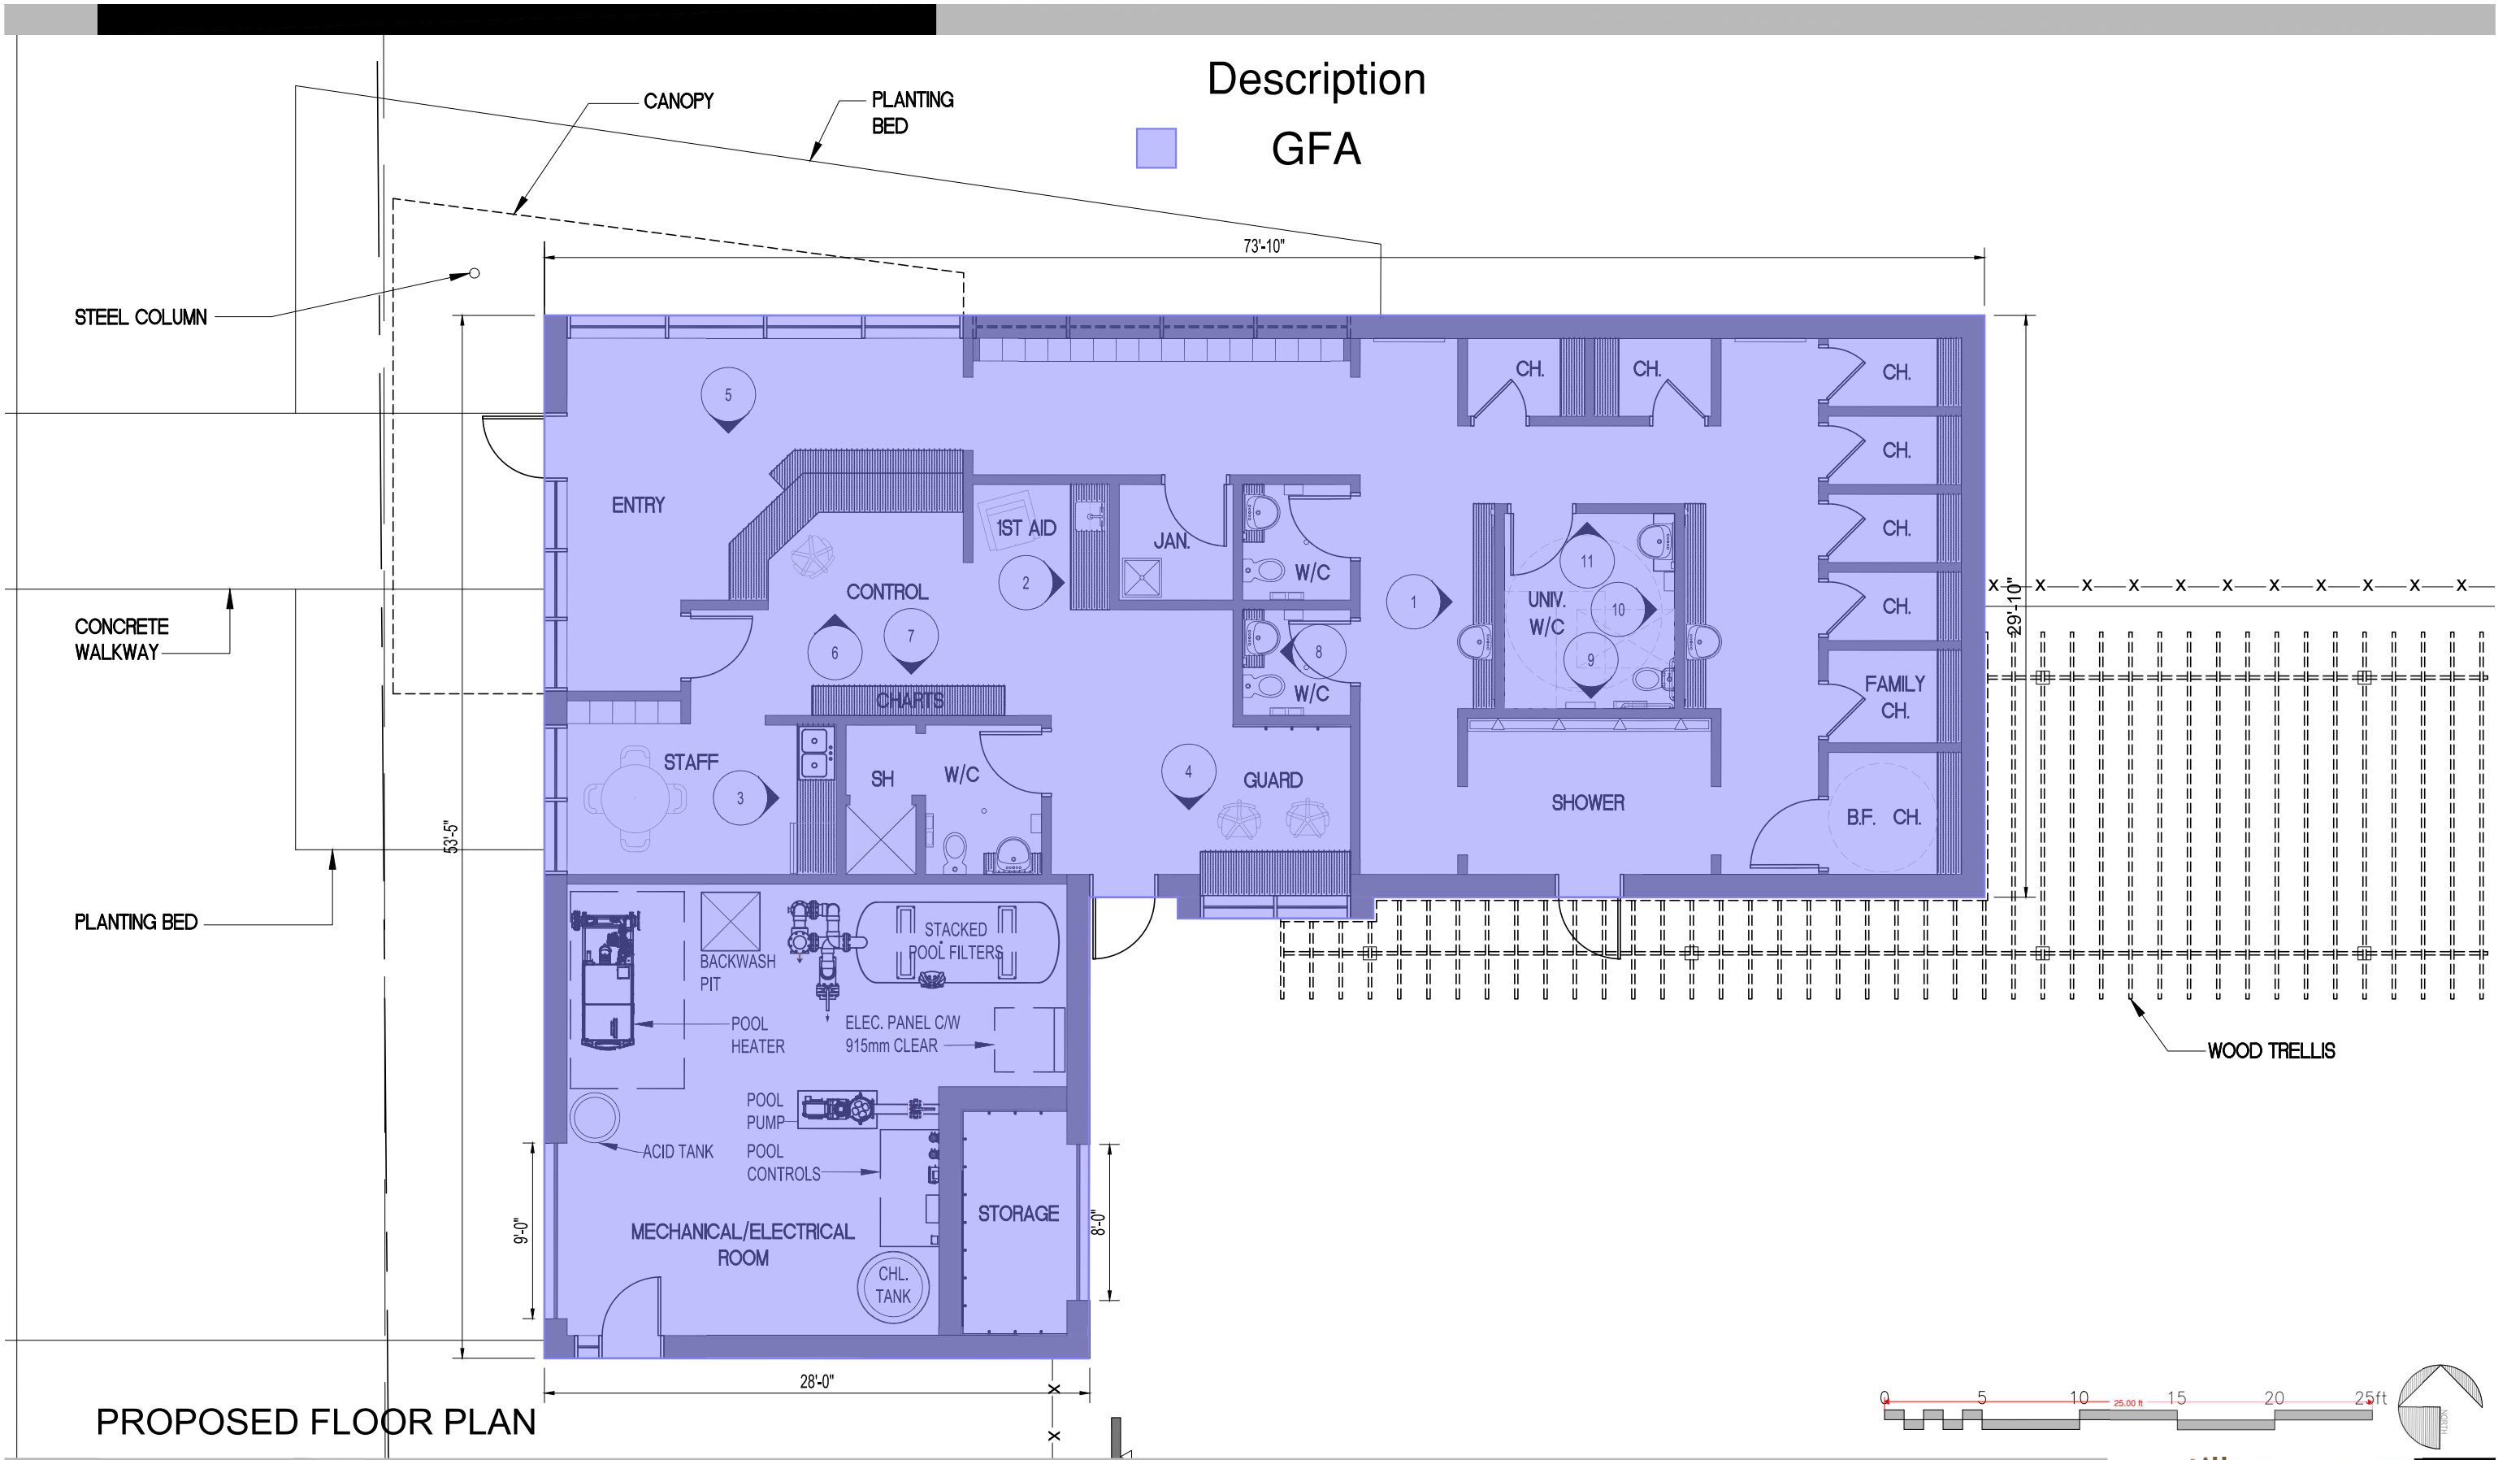 Description
GFA
CANOPY
PLANTING
BED
73'-10"
STEEL COLUMN
CH.
CH.
CH.
5
CH.
ENTRY
1ST AID
JAN.
CH.
W/C
11
2
CONTROL
1
UNIV.
W/C
10
CH.
X X X X X X X X X X X
29'-10"
CONCRETE
WALKWAY
6
7
8
9
W/C
FAMILY
CH.
CHARTS
STAFF
SH
W/C
4
GUARD
3
SHOWER
B.F. CH.
53'-5"
PLANTING BED
STACKED
POOL FILTERS
BACKWASH
PIT
POOL
HEATER
ELEC. PANEL C/W
915mm CLEAR
WOOD TRELLIS
POOL
PUMP
ACID TANK
POOL
CONTROLS
STORAGE
9'-0"
8'-0"
MECHANICAL/ELECTRICAL
ROOM
CHL.
TANK
28'-0"
X
X
0 5 10 15 20 25ft
25.00 ft
NORTH
PROPOSED FLOOR PLAN